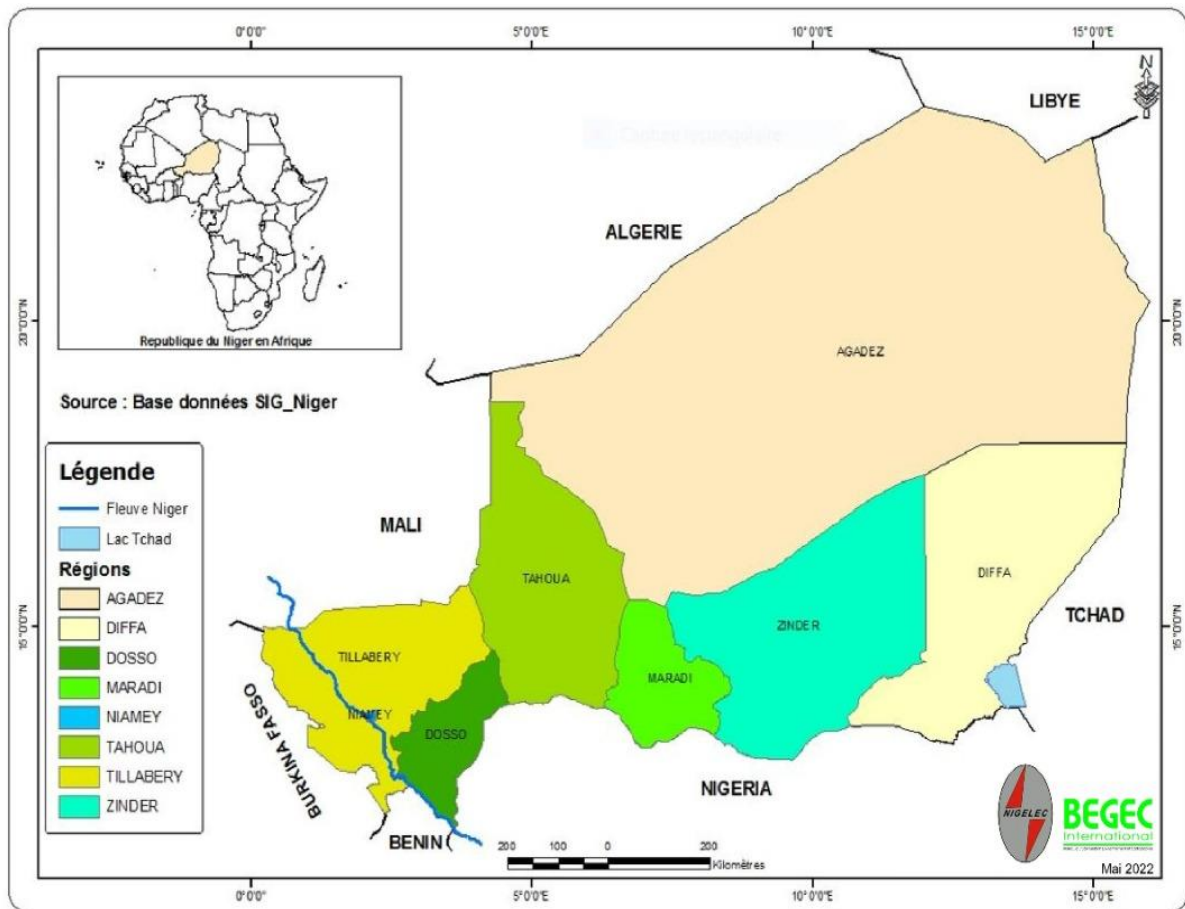 0°0'0"
5°0'0"E
10°0'0"E
15°0'0"E
N
LIBYE
ALGERIE
20°0'0"N
20°0'0"N
AGADEZ
Republique du Niger en Afrique
Source : Base données SIG_Niger
Légende
Fleuve Niger
Lac Tchad
Régions
AGADEZ
DIFFA
DOSSO
MARADI
NIAMEY
TAHOUA
TILLABERY
ZINDER
MALI
TAHOUA
DIFFA
15°0'0"N
15°0'0"N
TCHAD
ZINDER
TILLABERY
MARADI
NIAMEY
DOSSO
BURKINA FASSO
NIGERIA
BENIN
200 100 0 200
Kilomètres
NIGELEC
BEGEC
International
Mai 2022
0°0'0"
5°0'0"E
10°0'0"E
15°0'0"E